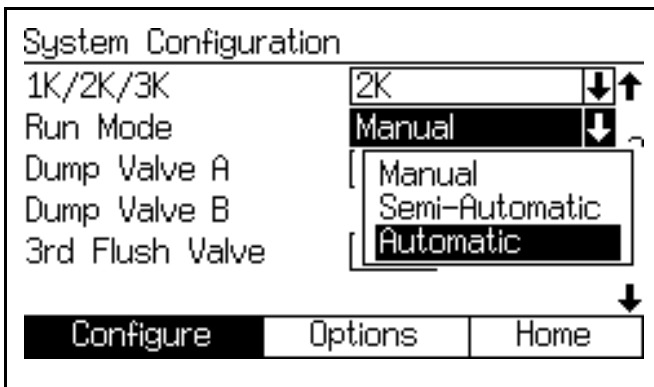 System Configuration
1K/2K/3K 2K
Run Mode Manual
Dump Valve A
Manual
Dump Valve B
Semi-Automatic
3rd Flush Valve
Automatic
Configure Options Home